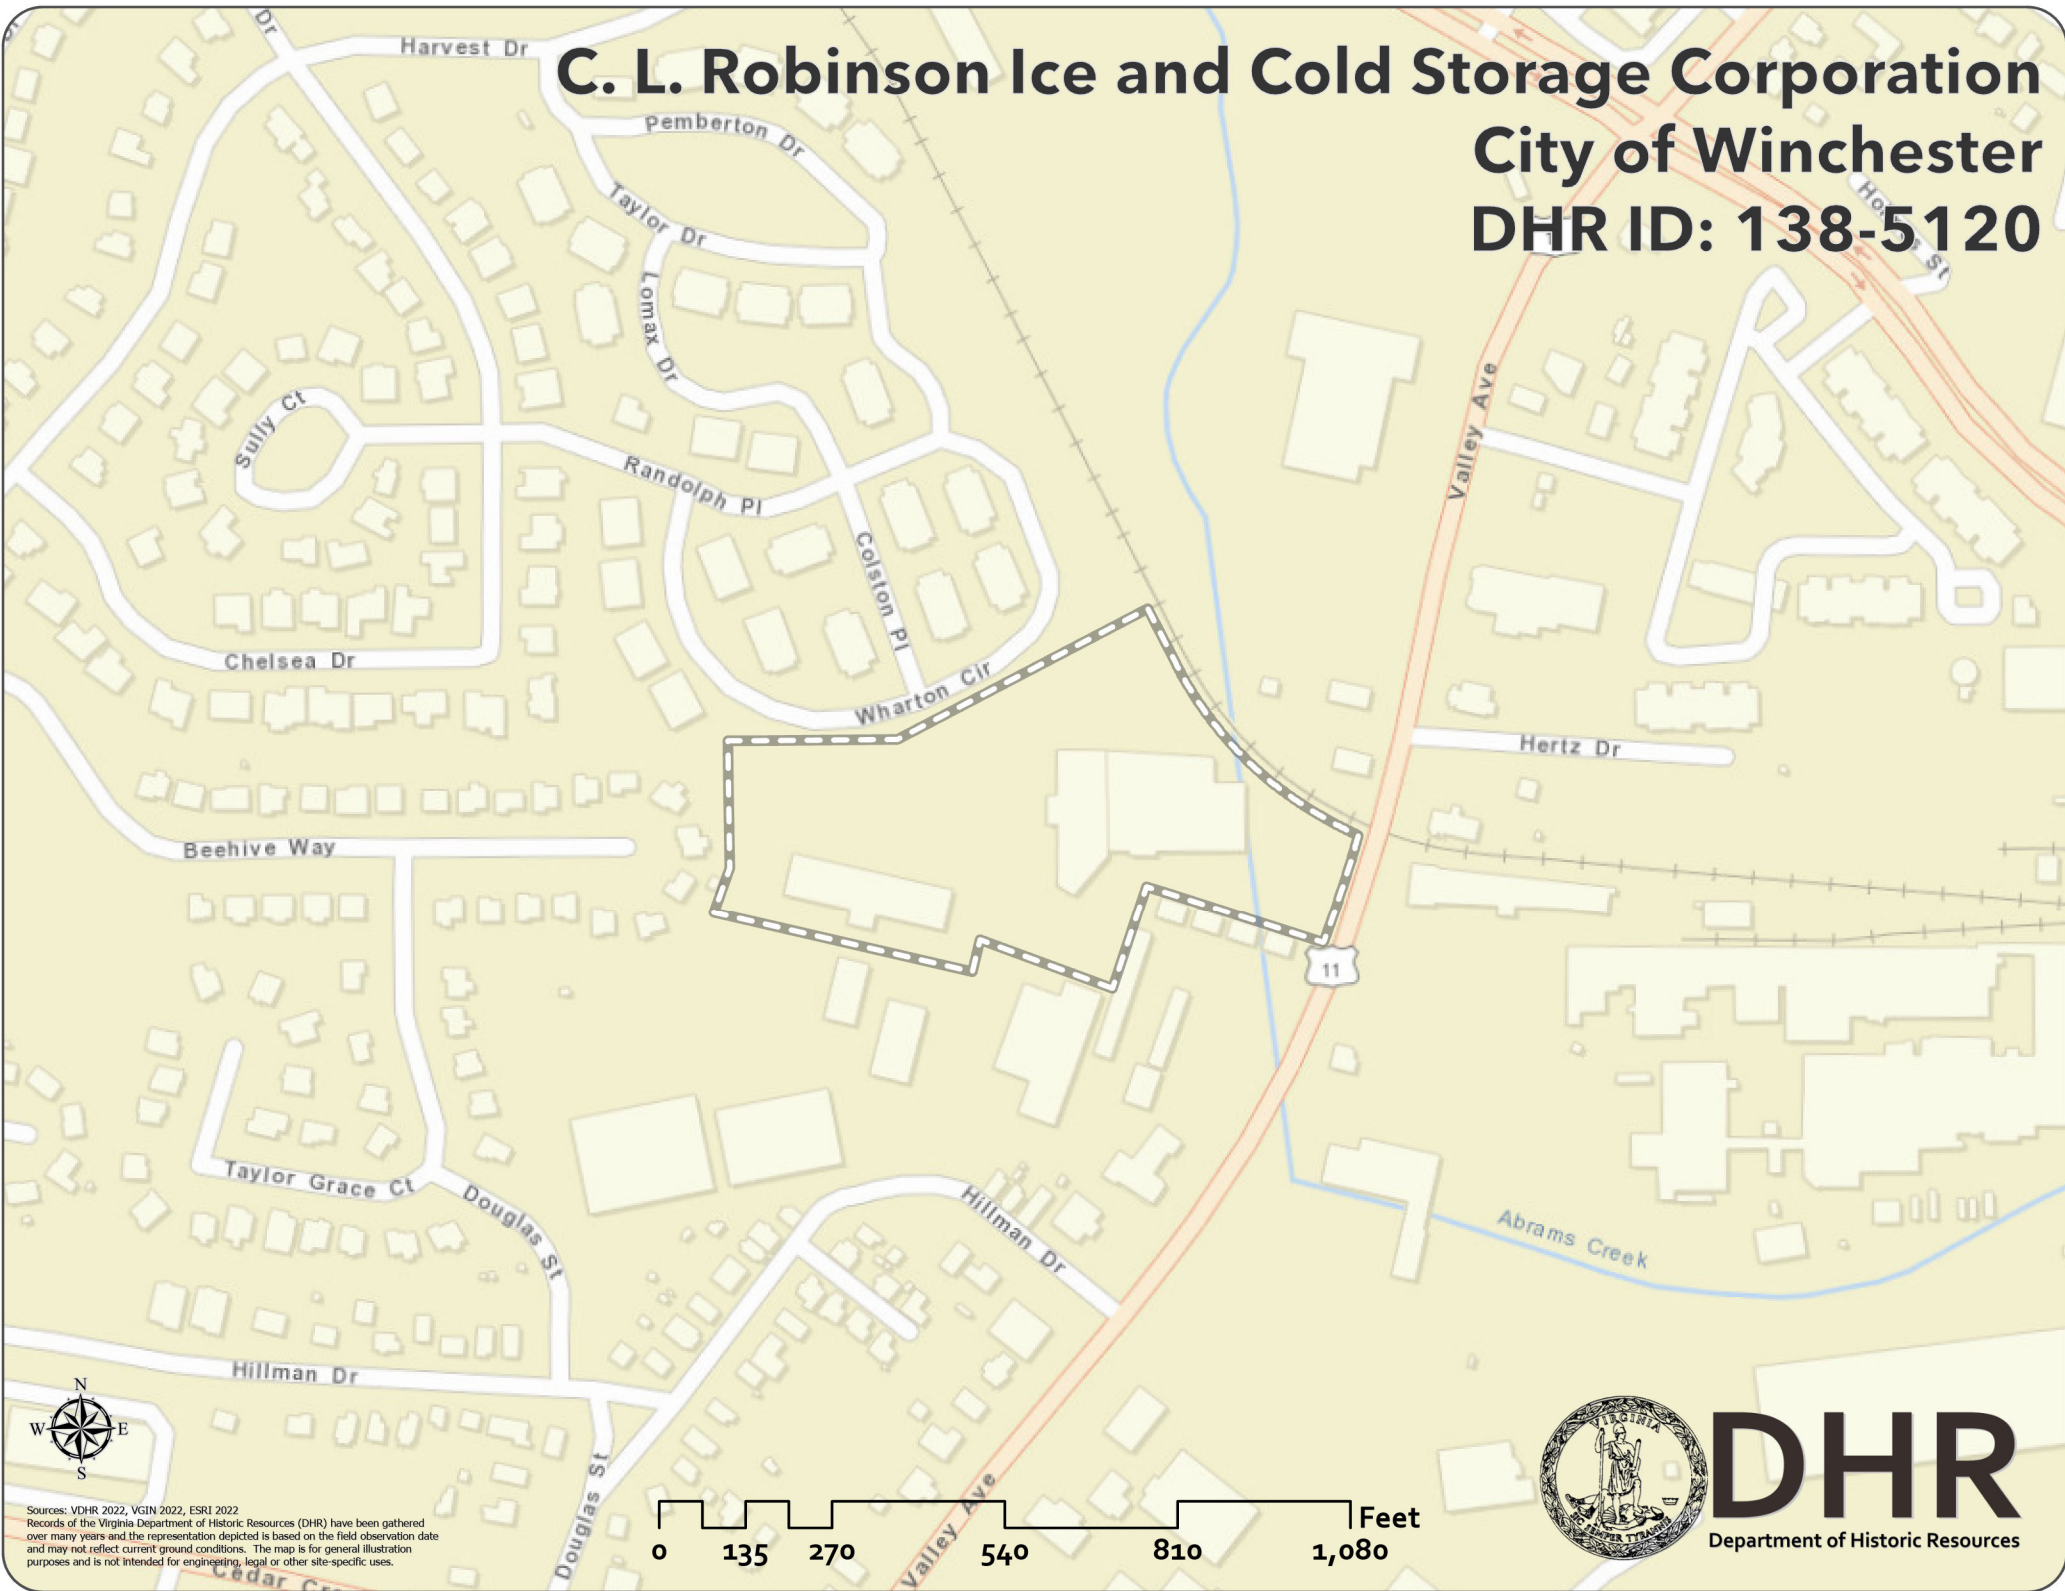 Dr
Harvest Dr
C. L. Robinson Ice and Cold Storage Corporation
City of Winchester
DHR ID: 138-5120
Pemberton Dr
Taylor Dr
Lomax Dr
Sully Ct
Randolph Pl
Colston Pl
Valley Ave
Chelsea Dr
Wharton Cir
Hertz Dr
Beehive Way
11
Taylor Grace Ct
Douglas St
Hillman Dr
Abrams Creek
Hillman Dr
Douglas St
Valley Ave
N
W E
S
Sources: VDHR 2022, VGIN 2022, ESRI 2022
Records of the Virginia Department of Historic Resources (DHR) have been gathered
over many years and the representation depicted is based on the field observation date
and may not reflect current ground conditions. The map is for general illustration
purposes and is not intended for engineering, legal or other site-specific uses.
Cedar
0 135 270 540 810 1,080
Feet
VIRGINIA
SIC SEMPER TYRANNIS
DHR
Department of Historic Resources